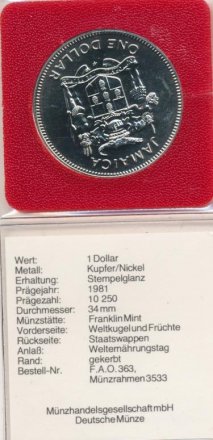 JAMAICA
ONE DOLLAR
Wert: 1 Dollar
Metall: Kupfer/Nickel
Erhaltung: Stempelglanz
Prägejahr: 1981
Prägezahl: 10 250
Durchmesser: 34 mm
Münzstätte: Franklin Mint
Vorderseite: Weltkugel und Früchte
Rückseite: Staatswappen
Anlaß: Welternährungstag
Rand: gekerbt
Bestell-Nr. F.A.O. 363,
Münzrahmen 3533
Münzhandelsgesellschaft mbH
Deutsche Münze